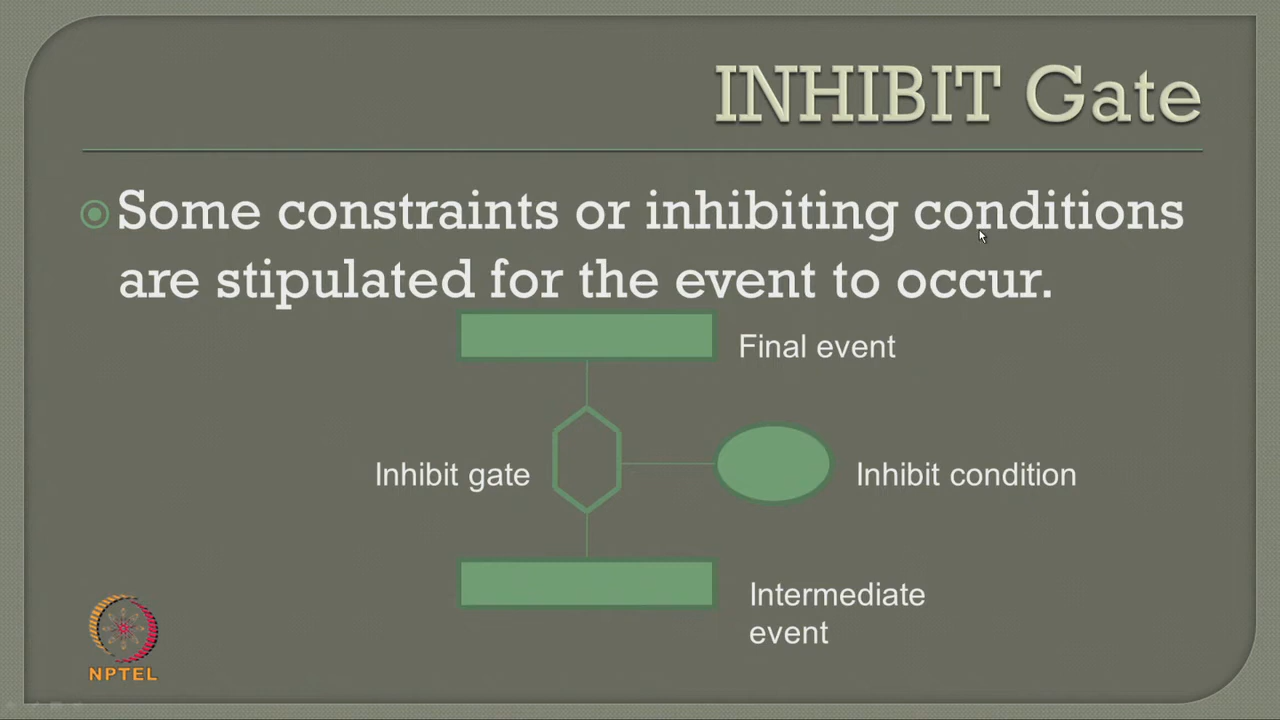 INHIBIT Gate
Some constraints or inhibiting conditions
are stipulated for the event to occur.
Final event
Inhibit gate
Inhibit condition
Intermediate
event
NPTEL